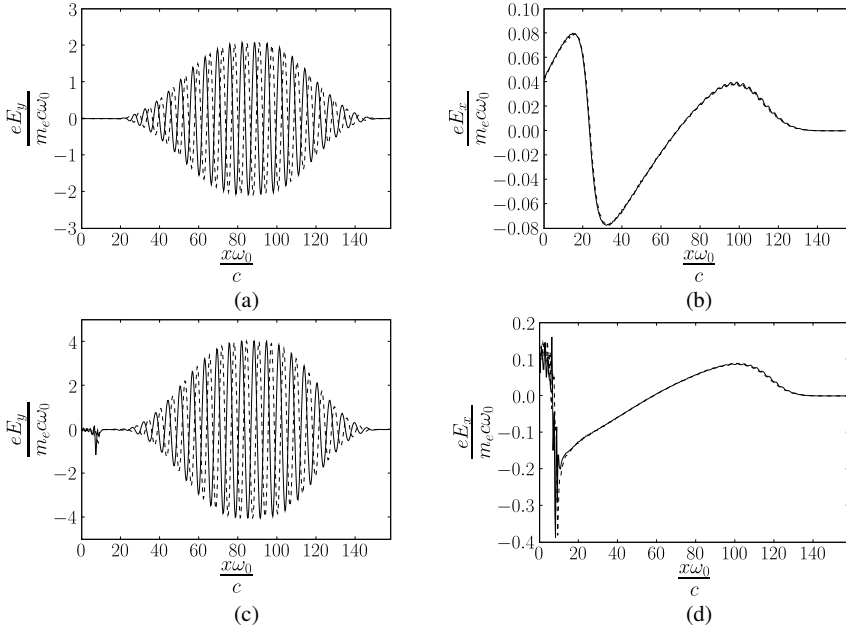 3
2
1
0
−1
−2
−3
0 20 40 60 80 100 120 140
eE_y
m_e c ω_0
xω_0
c
(a)
0.10
0.08
0.06
0.04
0.02
0.00
−0.02
−0.04
−0.06
−0.08
0 20 40 60 80 100 120 140
eE_x
m_e c ω_0
xω_0
c
(b)
4
2
0
−2
−4
0 20 40 60 80 100 120 140
eE_y
m_e c ω_0
xω_0
c
(c)
0.2
0.1
0.0
−0.1
−0.2
−0.3
−0.4
0 20 40 60 80 100 120 140
eE_x
m_e c ω_0
xω_0
c
(d)